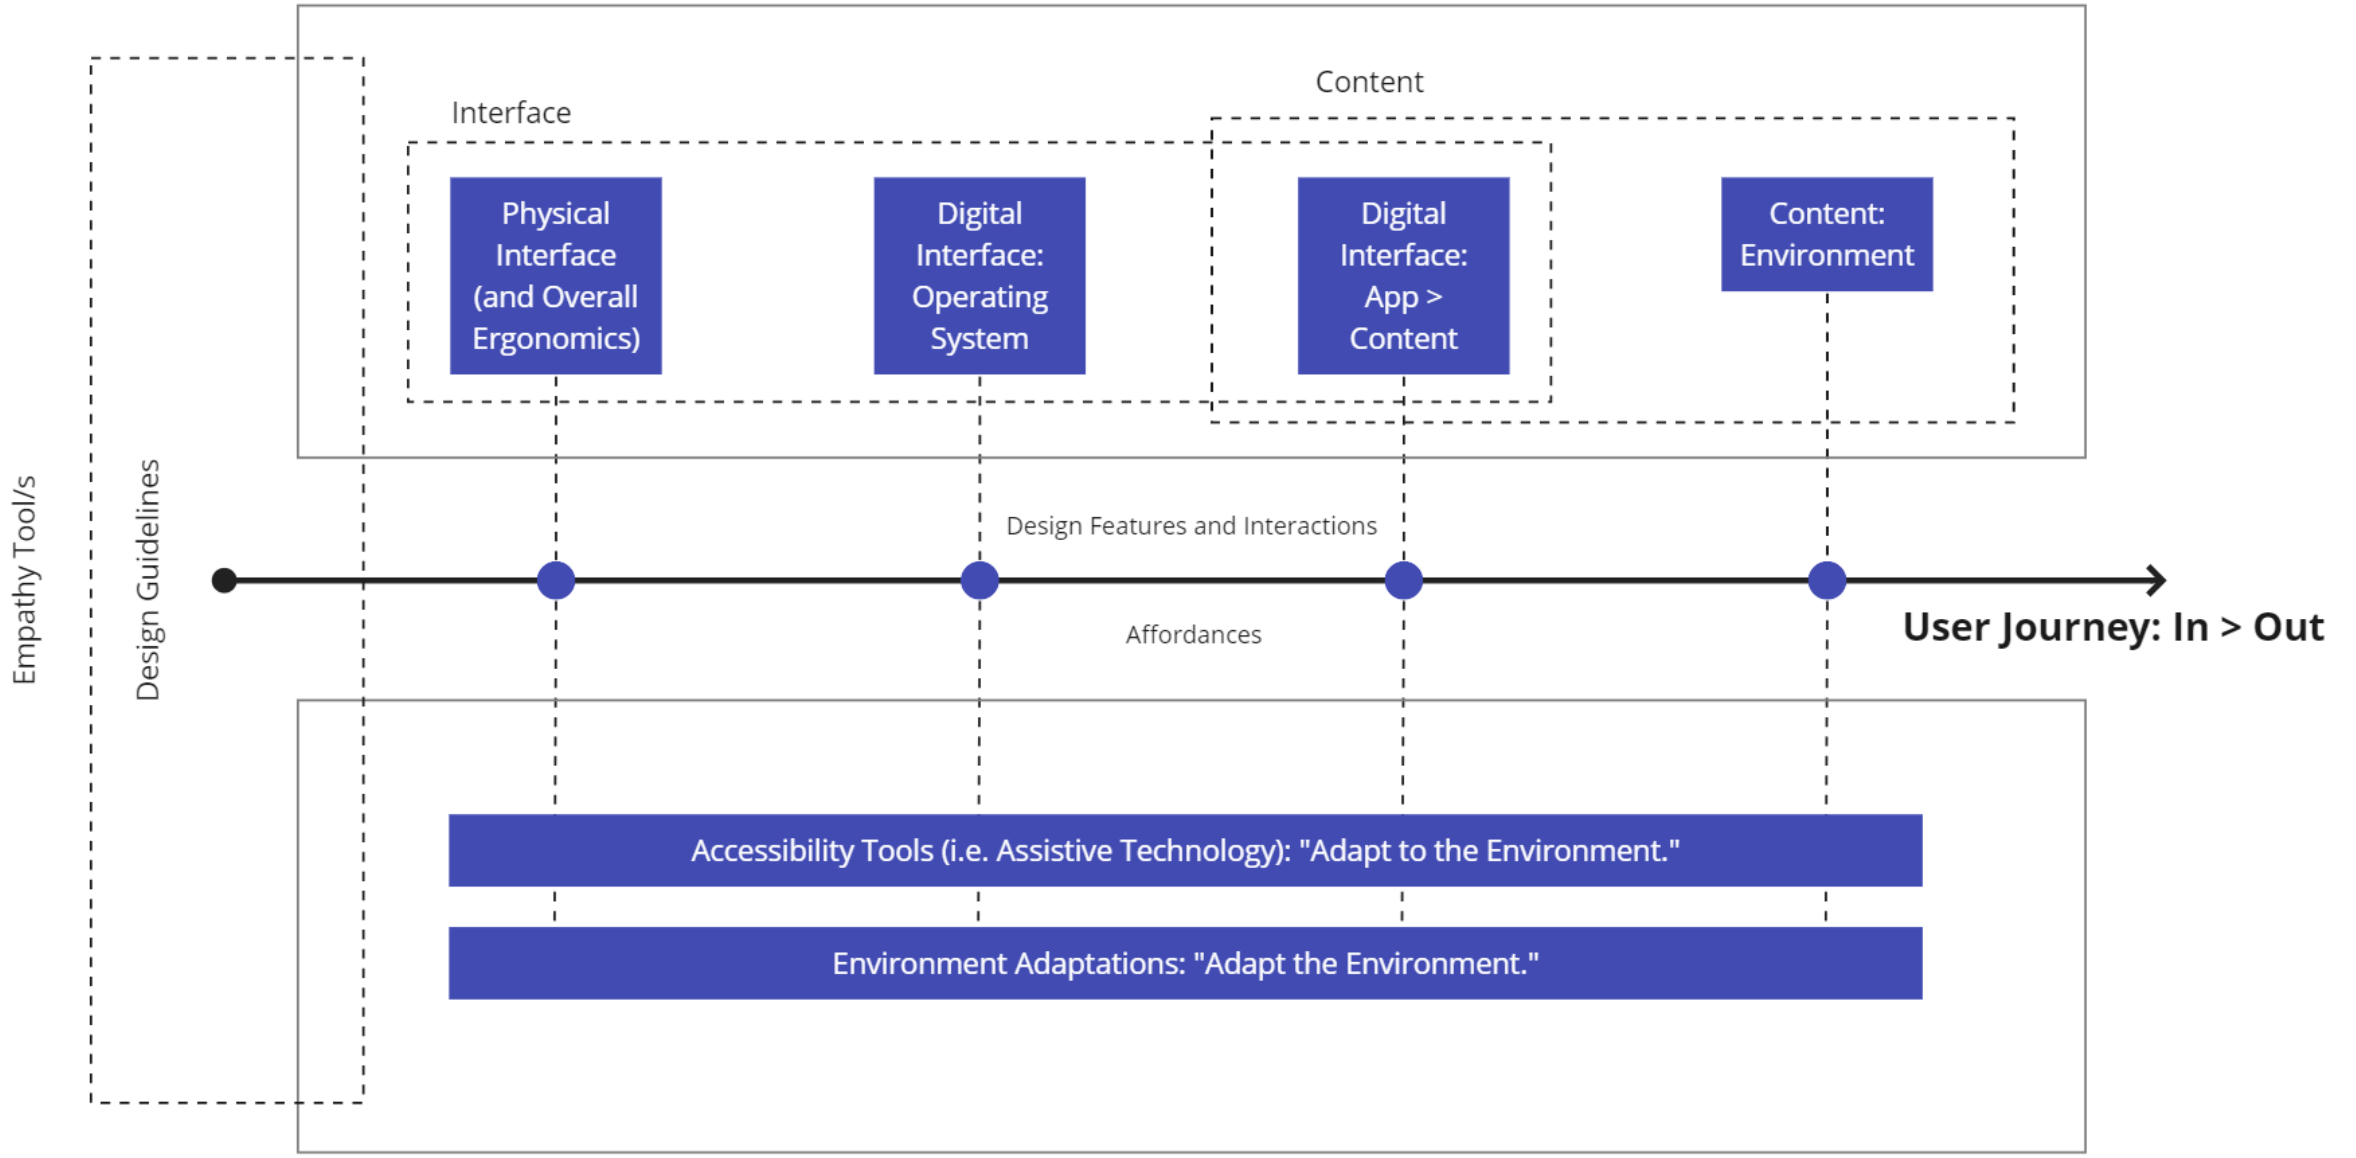 Content
Interface
Physical
Interface
(and Overall
Ergonomics)
Digital
Interface:
Operating
System
Digital
Interface:
App >
Content
Content:
Environment
Empathy Tool/s
Design Guidelines
Design Features and Interactions
Affordances
User Journey: In > Out
Accessibility Tools (i.e. Assistive Technology): "Adapt to the Environment."
Environment Adaptations: "Adapt the Environment."